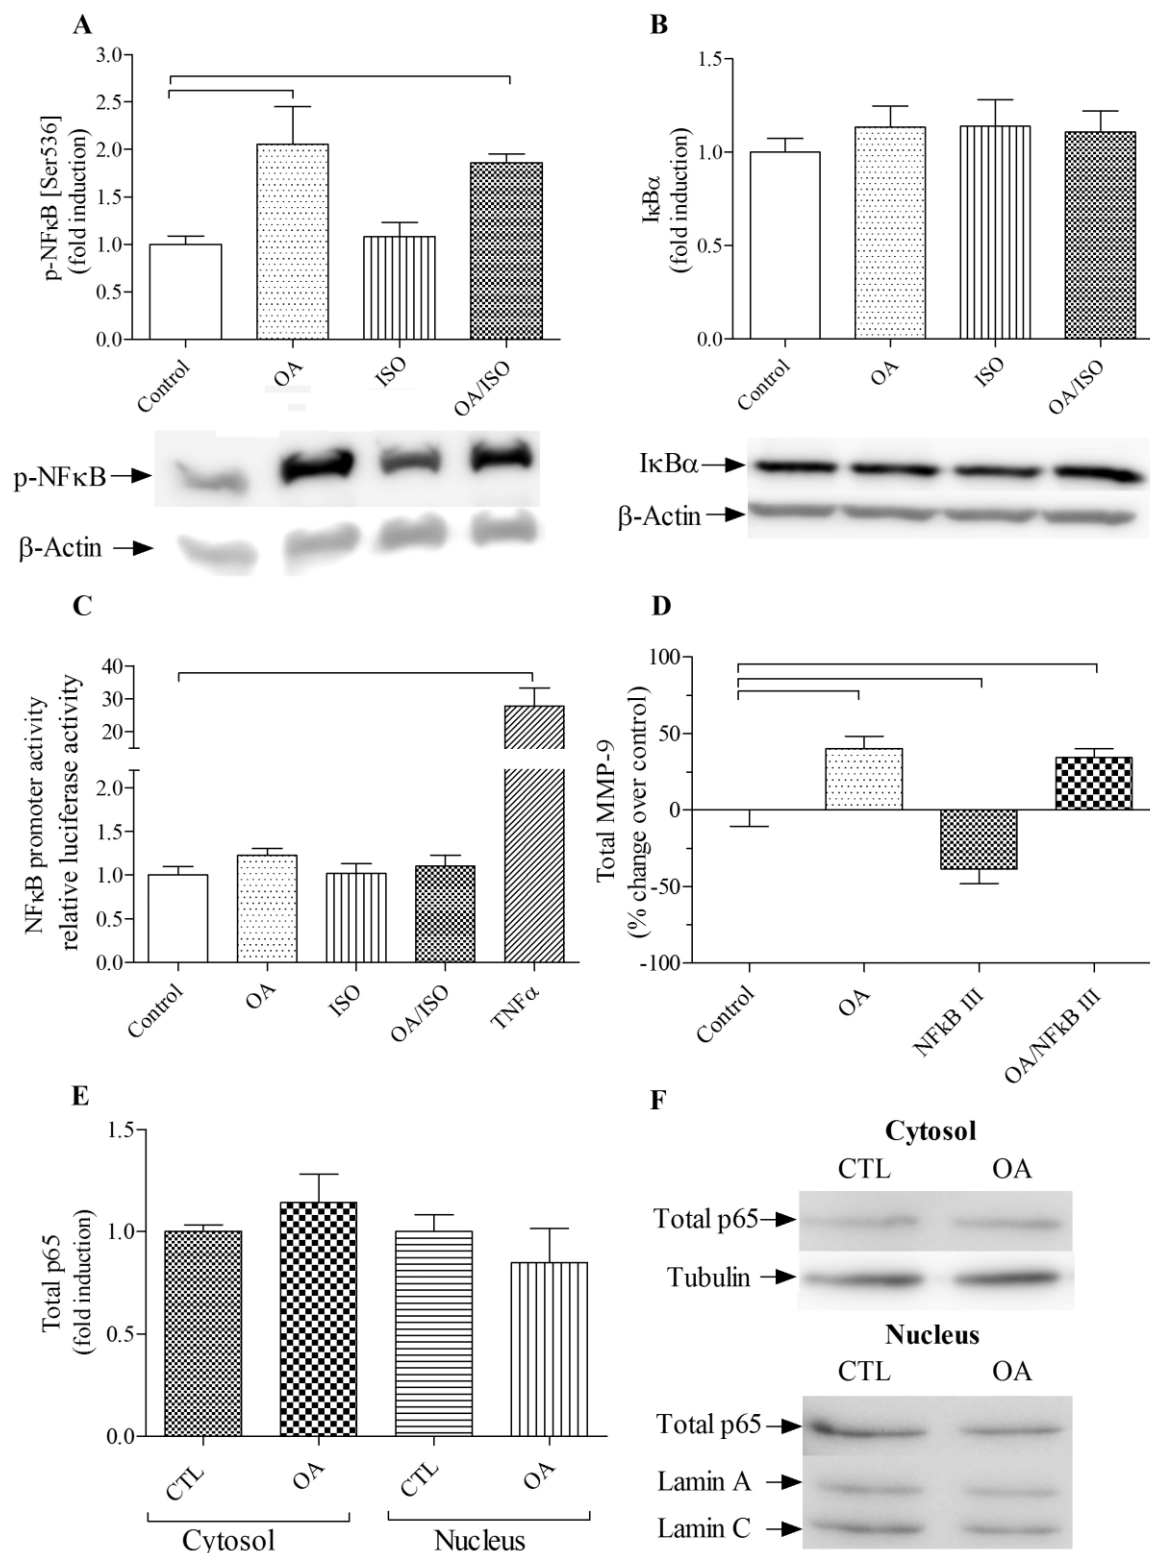 A
p-NFκB [Ser536]
(fold induction)
3.0
2.5
2.0
1.5
1.0
0.5
0.0
Control
OA
ISO
OA/ISO
p-NFκB
β-Actin
B
IκBα
(fold induction)
1.5
1.0
0.5
0.0
Control
OA
ISO
OA/ISO
IκBα
β-Actin
C
NFκB promoter activity
relative luciferase activity
40
30
20
2.0
1.5
1.0
0.5
0.0
Control
OA
ISO
OA/ISO
TNFα
D
Total MMP-9
(% change over control)
100
50
0
-50
-100
Control
OA
NFkB III
OA/NFkB III
E
Total p65
(fold induction)
1.5
1.0
0.5
0.0
CTL
OA
CTL
OA
Cytosol
Nucleus
F
Cytosol
CTL OA
Total p65
Tubulin
Nucleus
CTL OA
Total p65
Lamin A
Lamin C